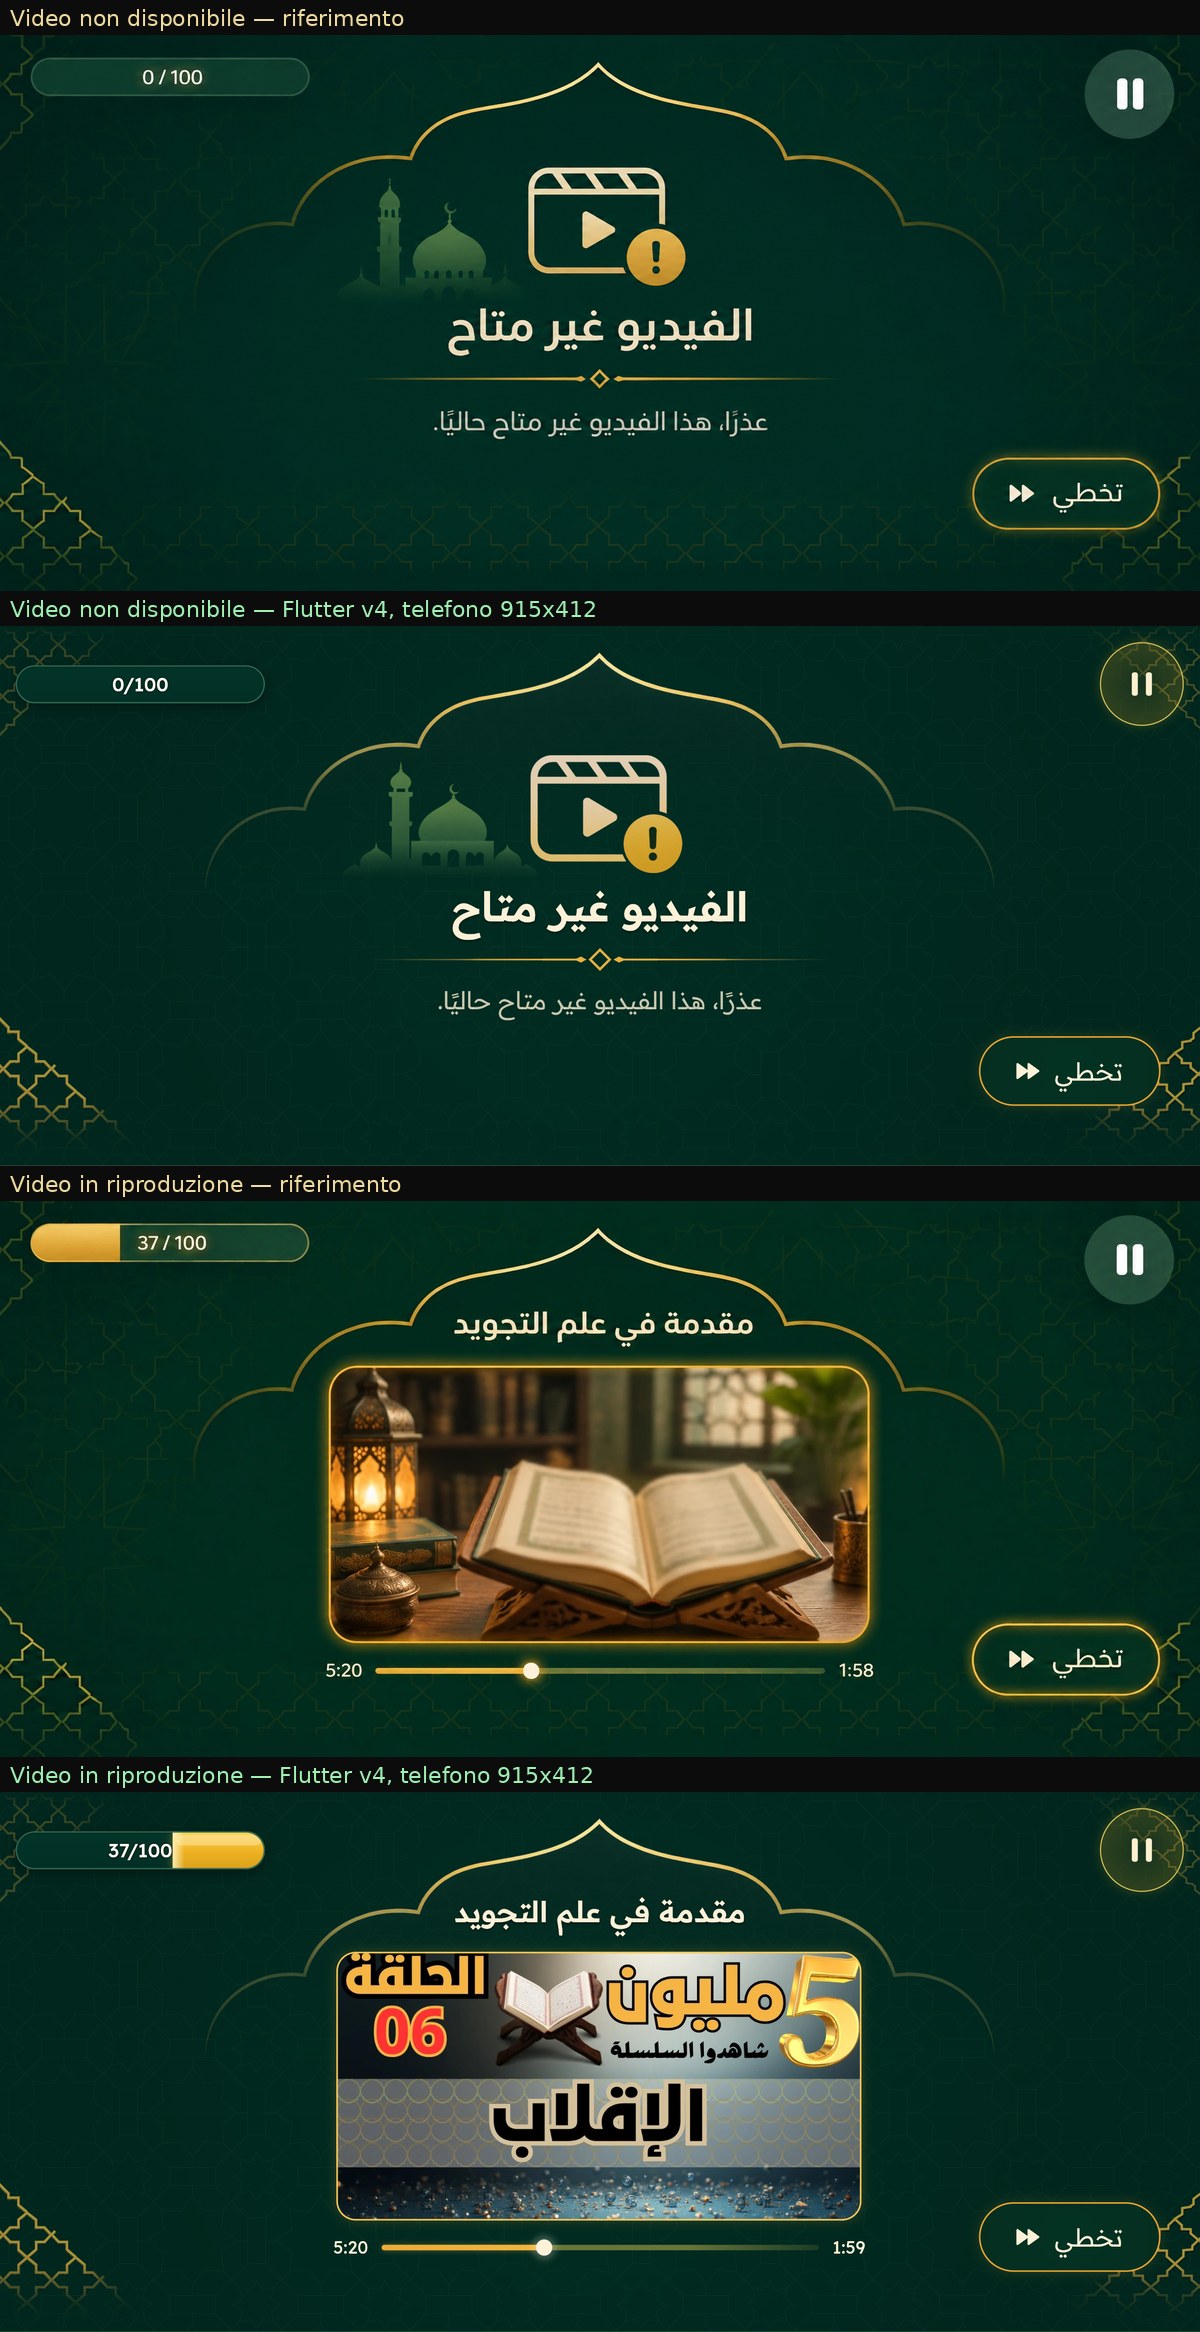 Video non disponibile — riferimento
0 / 100
الفيديو غير متاح
عذرًا، هذا الفيديو غير متاح حاليًا.
تخطي
Video non disponibile — Flutter v4, telefono 915x412
0/100
الفيديو غير متاح
عذرًا، هذا الفيديو غير متاح حاليًا.
تخطي
Video in riproduzione — riferimento
37 / 100
مقدمة في علم التجويد
5:20
1:58
تخطي
Video in riproduzione — Flutter v4, telefono 915x412
37/100
مقدمة في علم التجويد
5 مليون
شاهدوا السلسلة
الحلقة
06
الإقلاب
5:20
1:59
تخطي